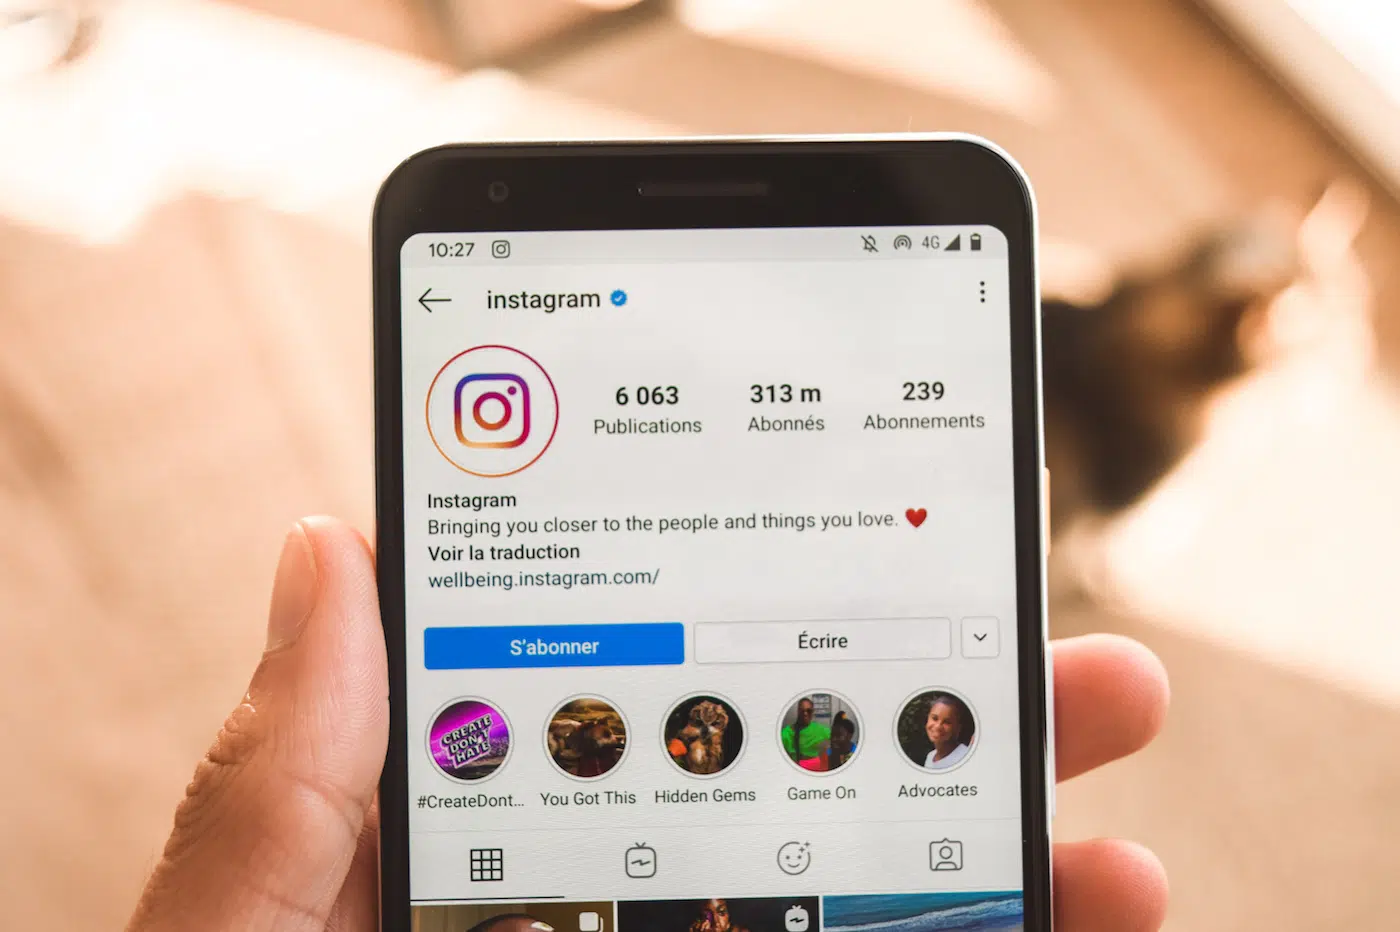 10:27
4G
instagram
6 063
313 m
239
Publications
Abonnés
Abonnements
Instagram
Bringing you closer to the people and things you love. ❤️
Voir la traduction
wellbeing.instagram.com/
S'abonner
Écrire
CREATE
DON'T
HATE
#CreateDont...
You Got This
Hidden Gems
Game On
Advocates